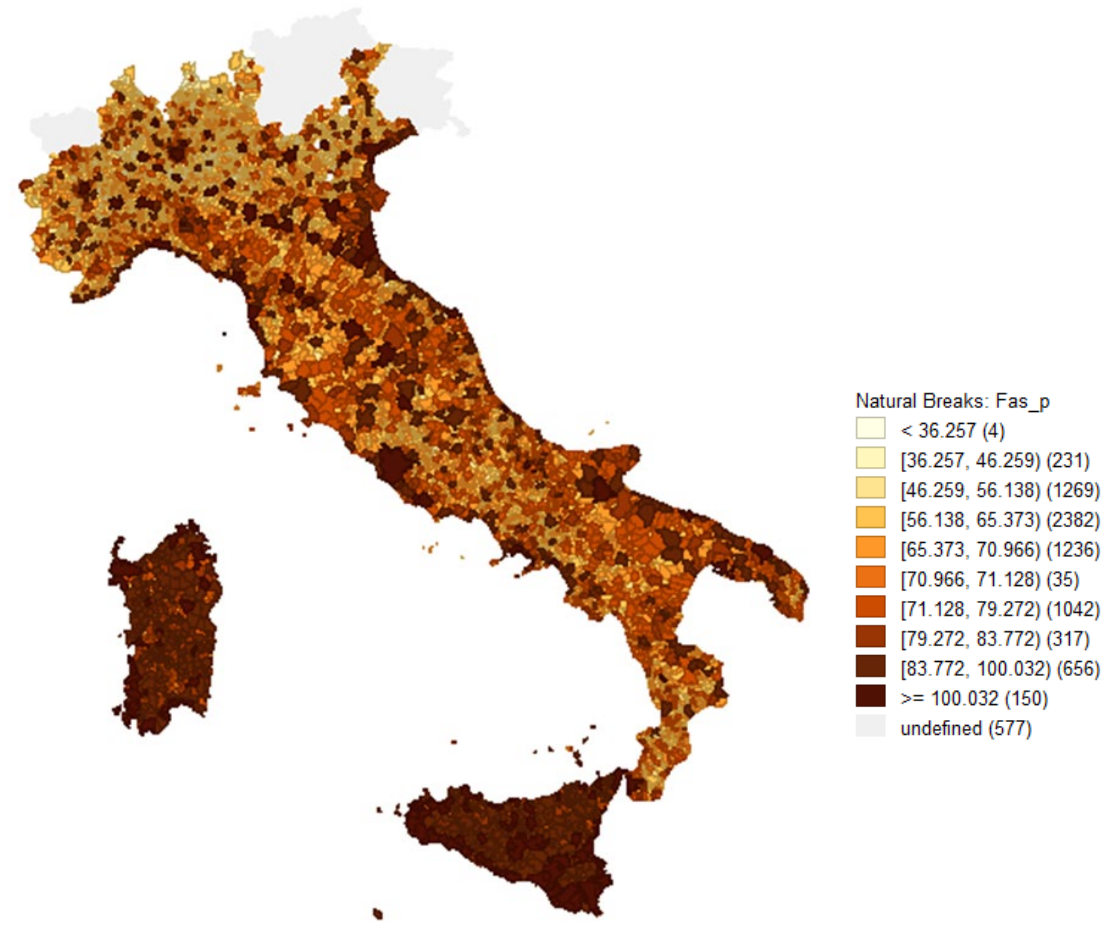 Natural Breaks: Fas_p
< 36.257 (4)
[36.257, 46.259) (231)
[46.259, 56.138) (1269)
[56.138, 65.373) (2382)
[65.373, 70.966) (1236)
[70.966, 71.128) (35)
[71.128, 79.272) (1042)
[79.272, 83.772) (317)
[83.772, 100.032) (656)
>= 100.032 (150)
undefined (577)